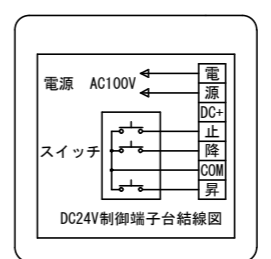 電源 AC100V
電
源
DC+
止
降
COM
昇
スイッチ
DC24V制御端子台結線図